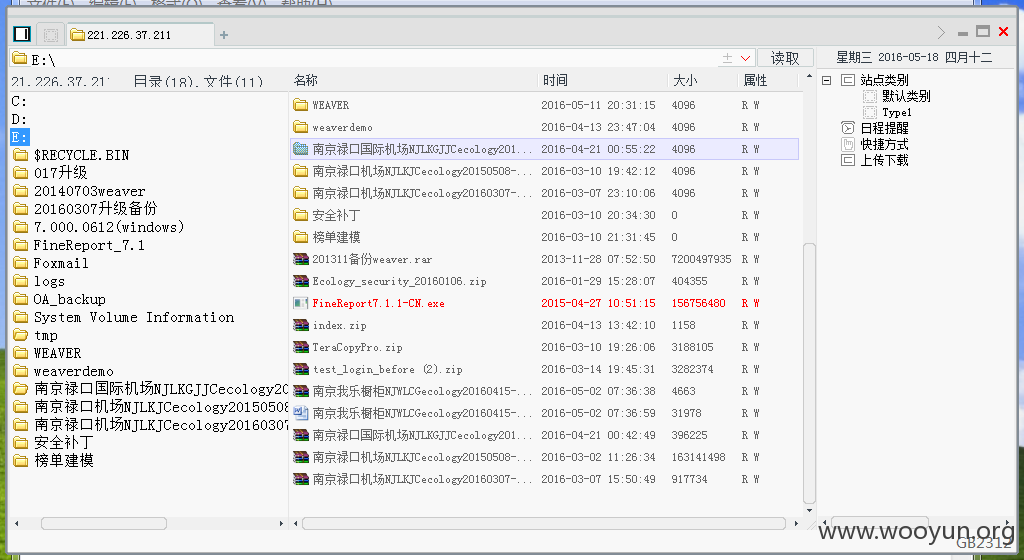 221.226.37.211
E:\
读取
星期三 2016-05-18 四月十二
21.226.37.21 目录(18),文件(11)
名称 时间 大小 属性
C:
D:
E:
$RECYCLE.BIN
017升级
20140703weaver
20160307升级备份
7.000.0612(windows)
FineReport_7.1
Foxmail
logs
OA_backup
System Volume Information
tmp
WEAVER
weaverdemo
南京禄口国际机场NJLKGJJCecology20
南京禄口机场NJLKJCecology20150508
南京禄口机场NJLKJCecology20160307
安全补丁
榜单建模
WEAVER 2016-05-11 20:31:15 4096 R W
weaverdemo 2016-04-13 23:47:04 4096 R W
南京禄口国际机场NJLKGJJCecology201... 2016-04-21 00:55:22 4096 R W
南京禄口机场NJLKJCecology20150508-... 2016-03-10 19:42:12 4096 R W
南京禄口机场NJLKJCecology20160307-... 2016-03-07 23:10:06 4096 R W
安全补丁 2016-03-10 20:34:30 0 R W
榜单建模 2016-03-10 21:31:45 0 R W
201311备份weaver.rar 2013-11-28 07:52:50 7200497935 R W
Ecology_security_20160106.zip 2016-01-29 15:28:07 404355 R W
FineReport7.1.1-CN.exe 2015-04-27 10:51:15 156756480 R W
index.zip 2016-04-13 13:42:10 1158 R W
TeraCopyPro.zip 2016-03-10 19:26:06 3188105 R W
test_login_before (2).zip 2016-03-14 19:45:31 3282374 R W
南京我乐橱柜NJWLCGecology20160415-... 2016-05-02 07:36:38 4663 R W
南京我乐橱柜NJWLCGecology20160415-... 2016-05-02 07:36:59 31978 R W
南京禄口国际机场NJLKGJJCecology201... 2016-04-21 00:42:49 396225 R W
南京禄口机场NJLKJCecology20150508-... 2016-03-02 11:26:34 163141498 R W
南京禄口机场NJLKJCecology20160307-... 2016-03-07 15:50:49 917734 R W
站点类别
默认类别
Type1
日程提醒
快捷方式
上传下载
www.wooyun.org
GB2312